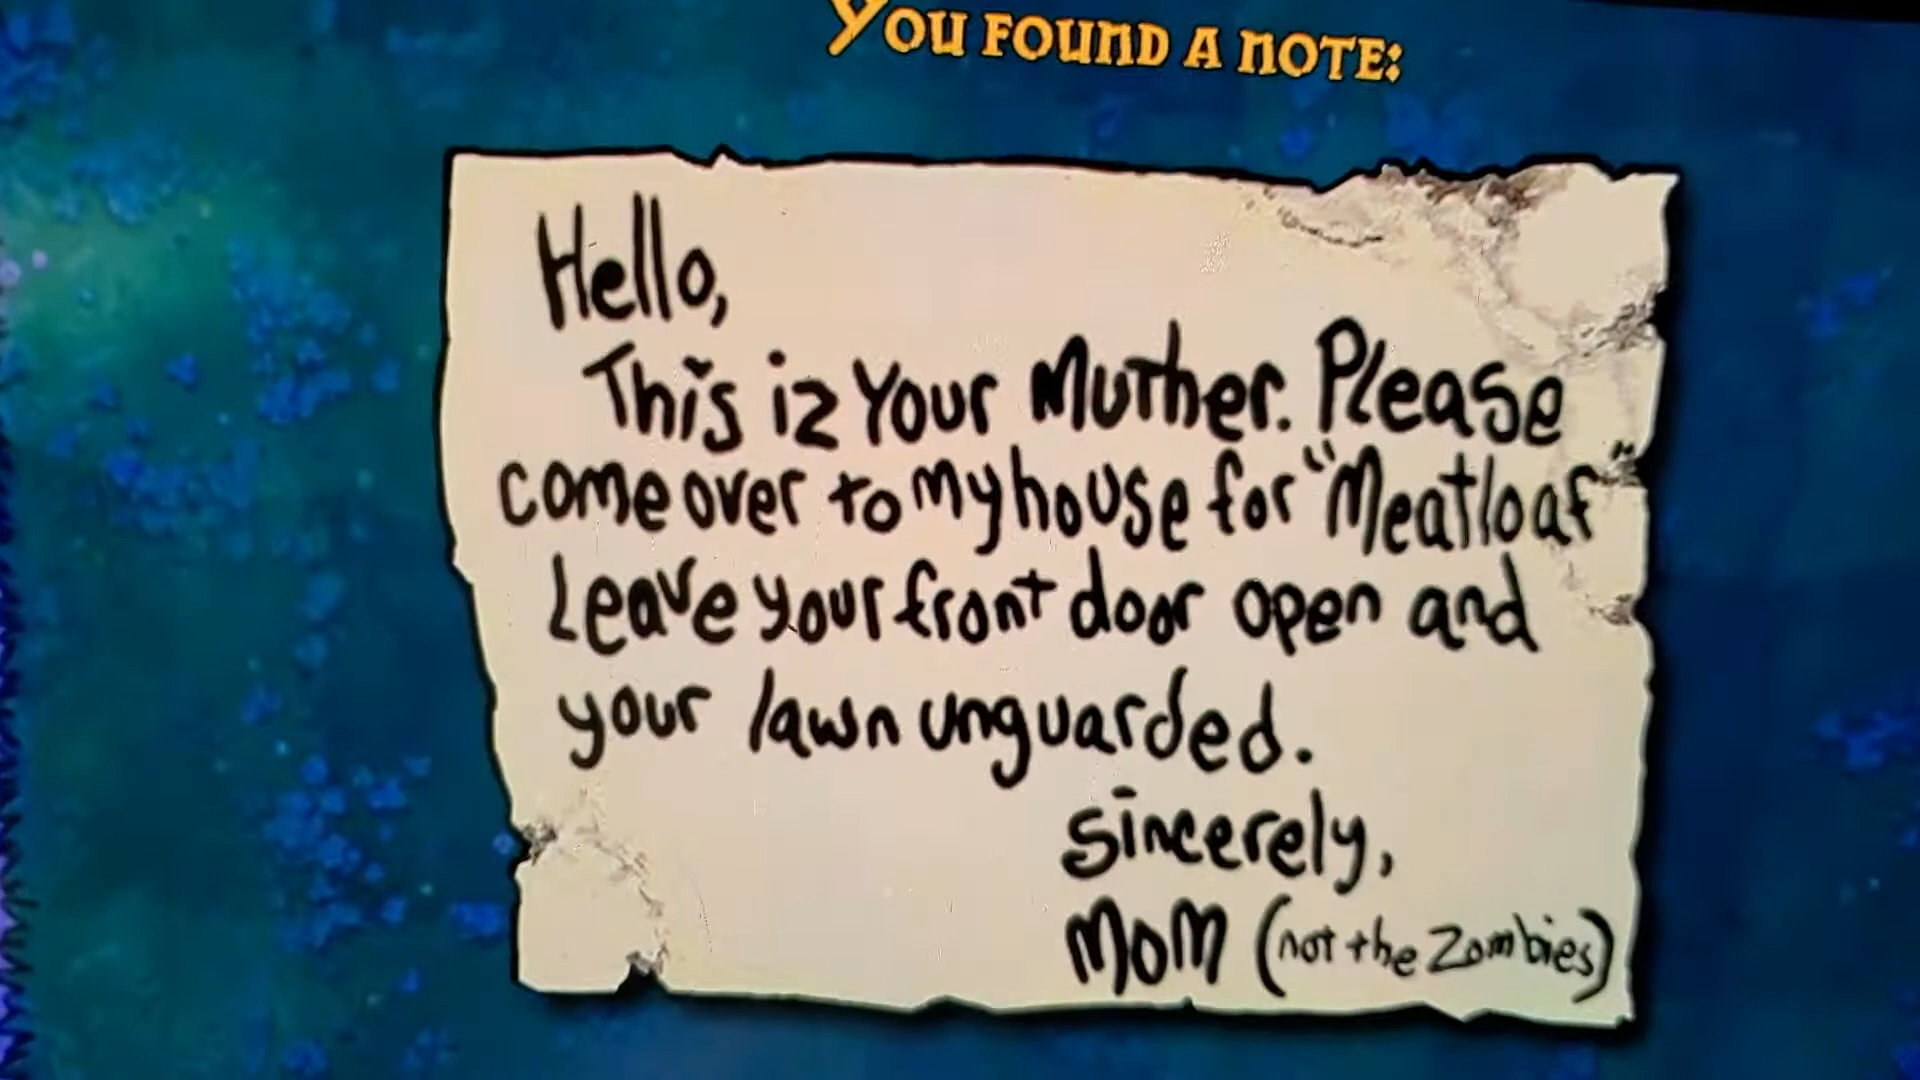 You found a note:
Hello,
This iz Your Muther. Please
come over to my house for "Meatloaf"
Leave your front door open and
your lawn unguarded.
Sincerely,
Mom (not the Zombies)